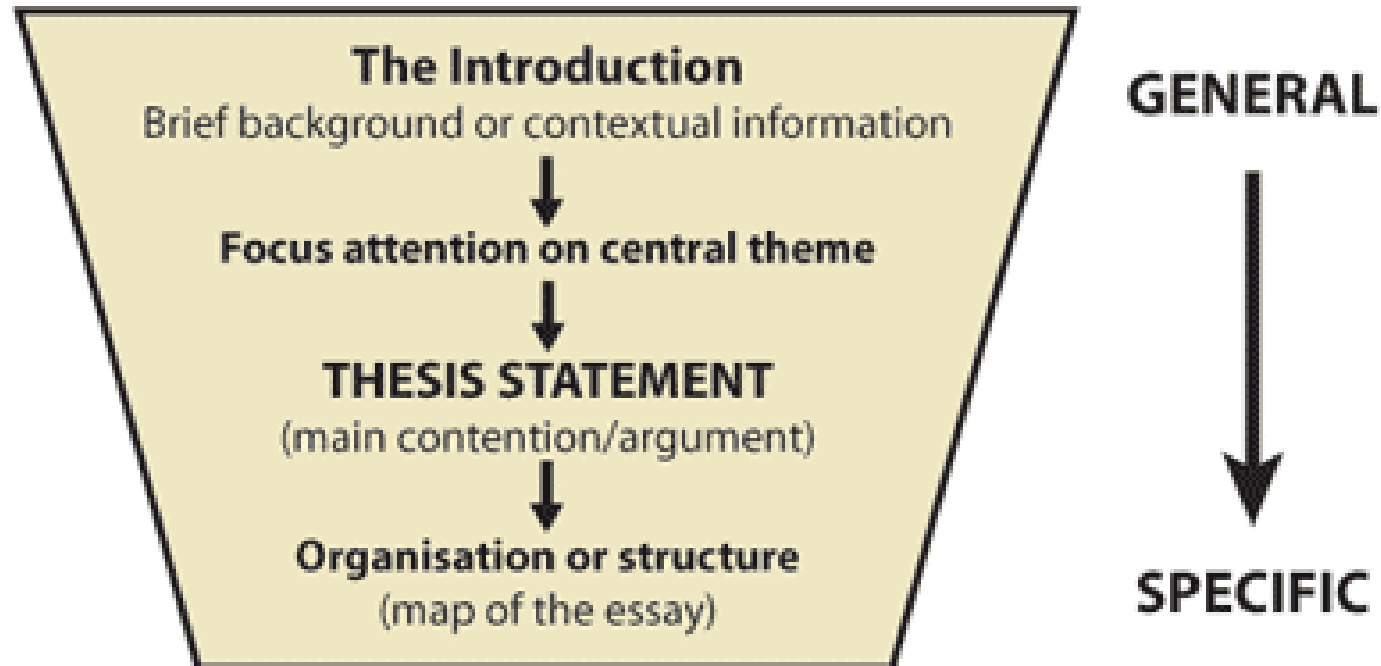 The Introduction
Brief background or contextual information
Focus attention on central theme
THESIS STATEMENT
(main contention/argument)
Organisation or structure
(map of the essay)
GENERAL
SPECIFIC